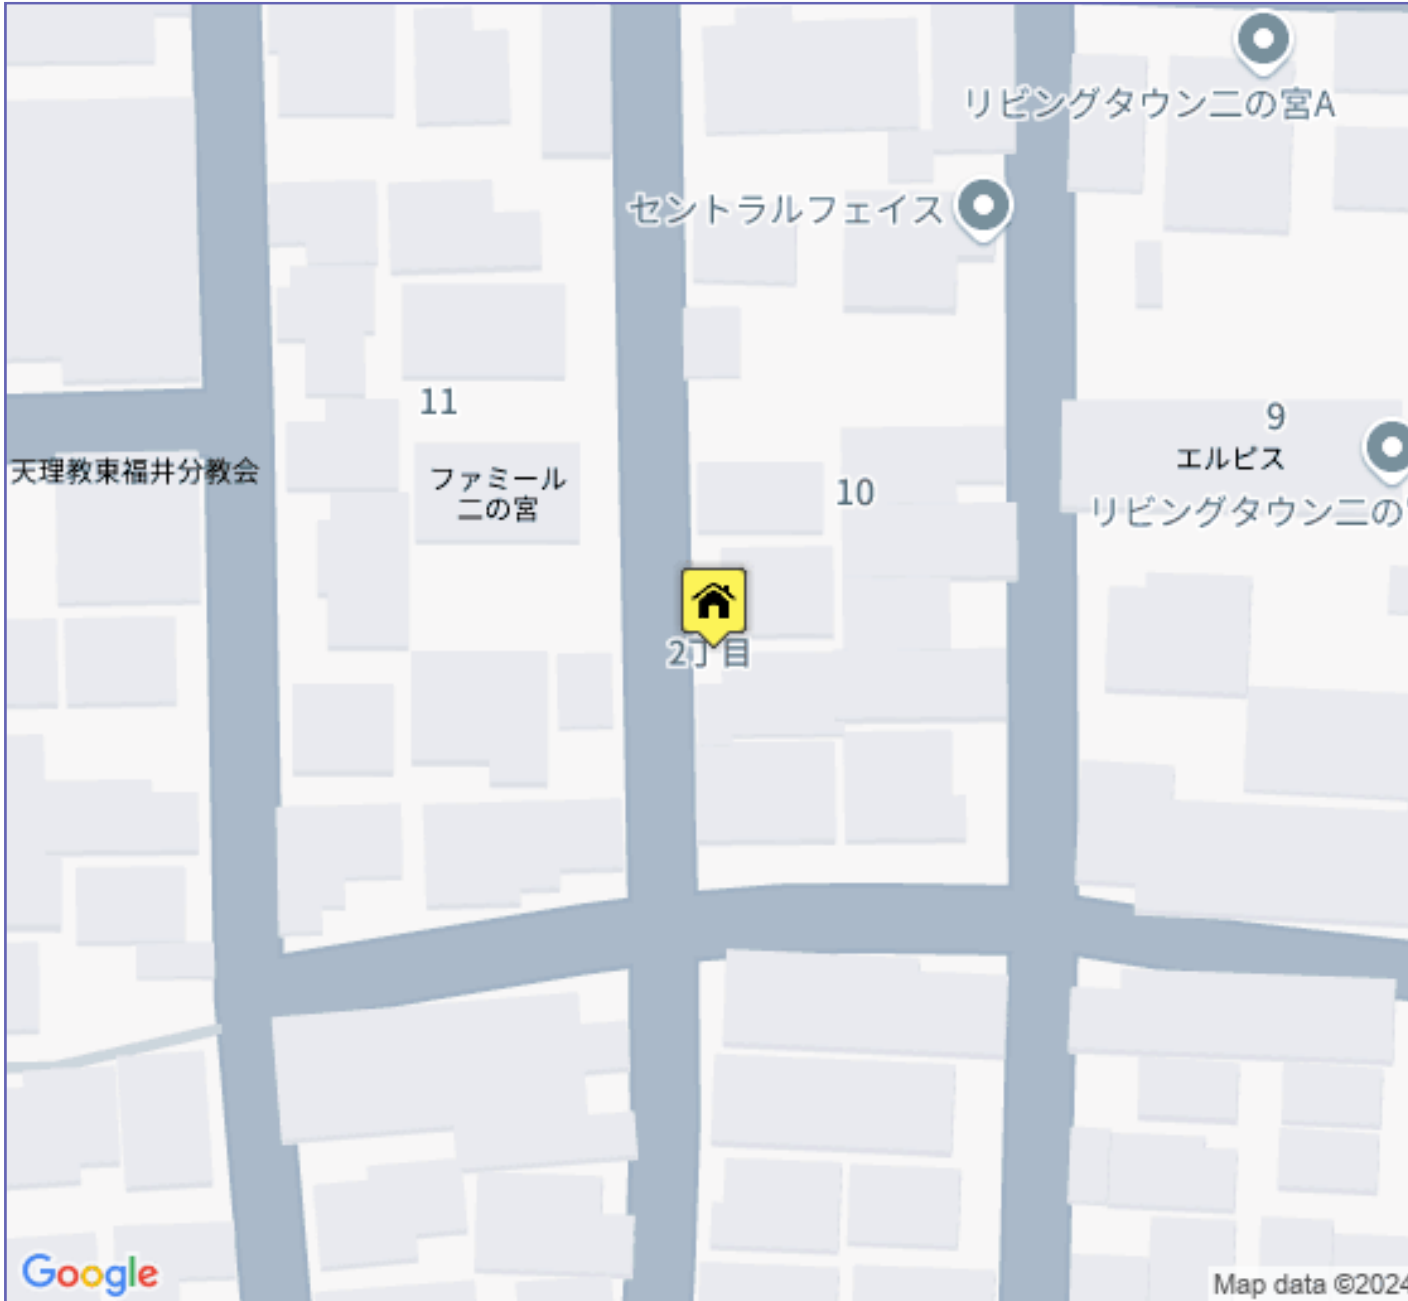 リビングタウン二の宮A
セントラルフェイス
11
9
天理教東福井分教会
ファミール
二の宮
エルピス
10
リビングタウン二の
2丁目
Google
Map data ©2024